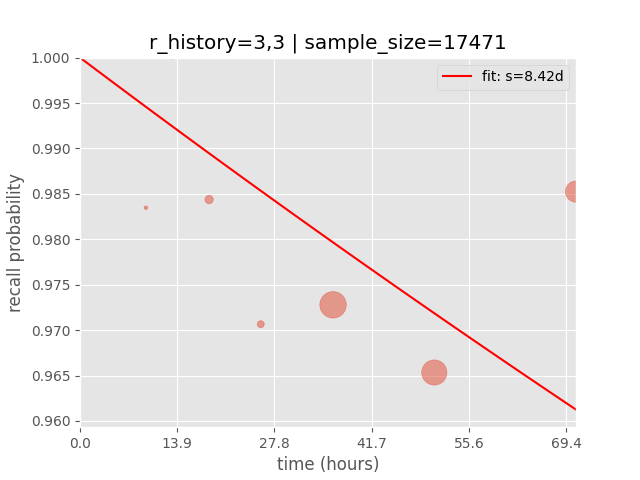 r_history=3,3 | sample_size=17471
fit: s=8.42d
1.000
0.995
0.990
0.985
0.980
0.975
0.970
0.965
0.960
recall probability
0.0 13.9 27.8 41.7 55.6 69.4
time (hours)